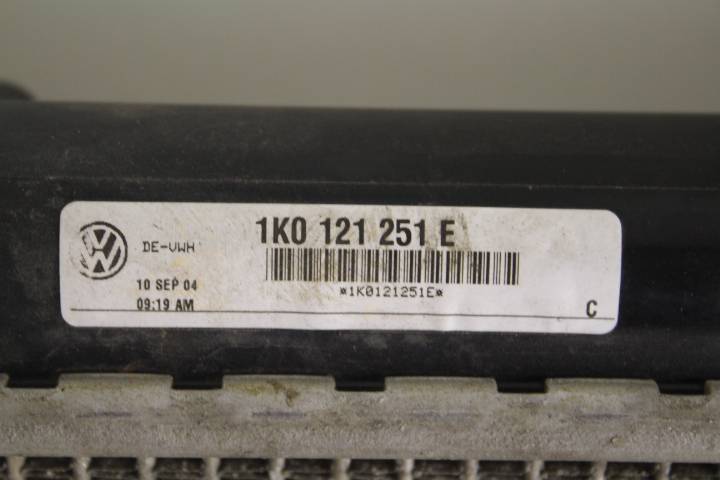 DE-VWH
1K0 121 251 E
*1K0121251E*
10 SEP 04
09:19 AM
C